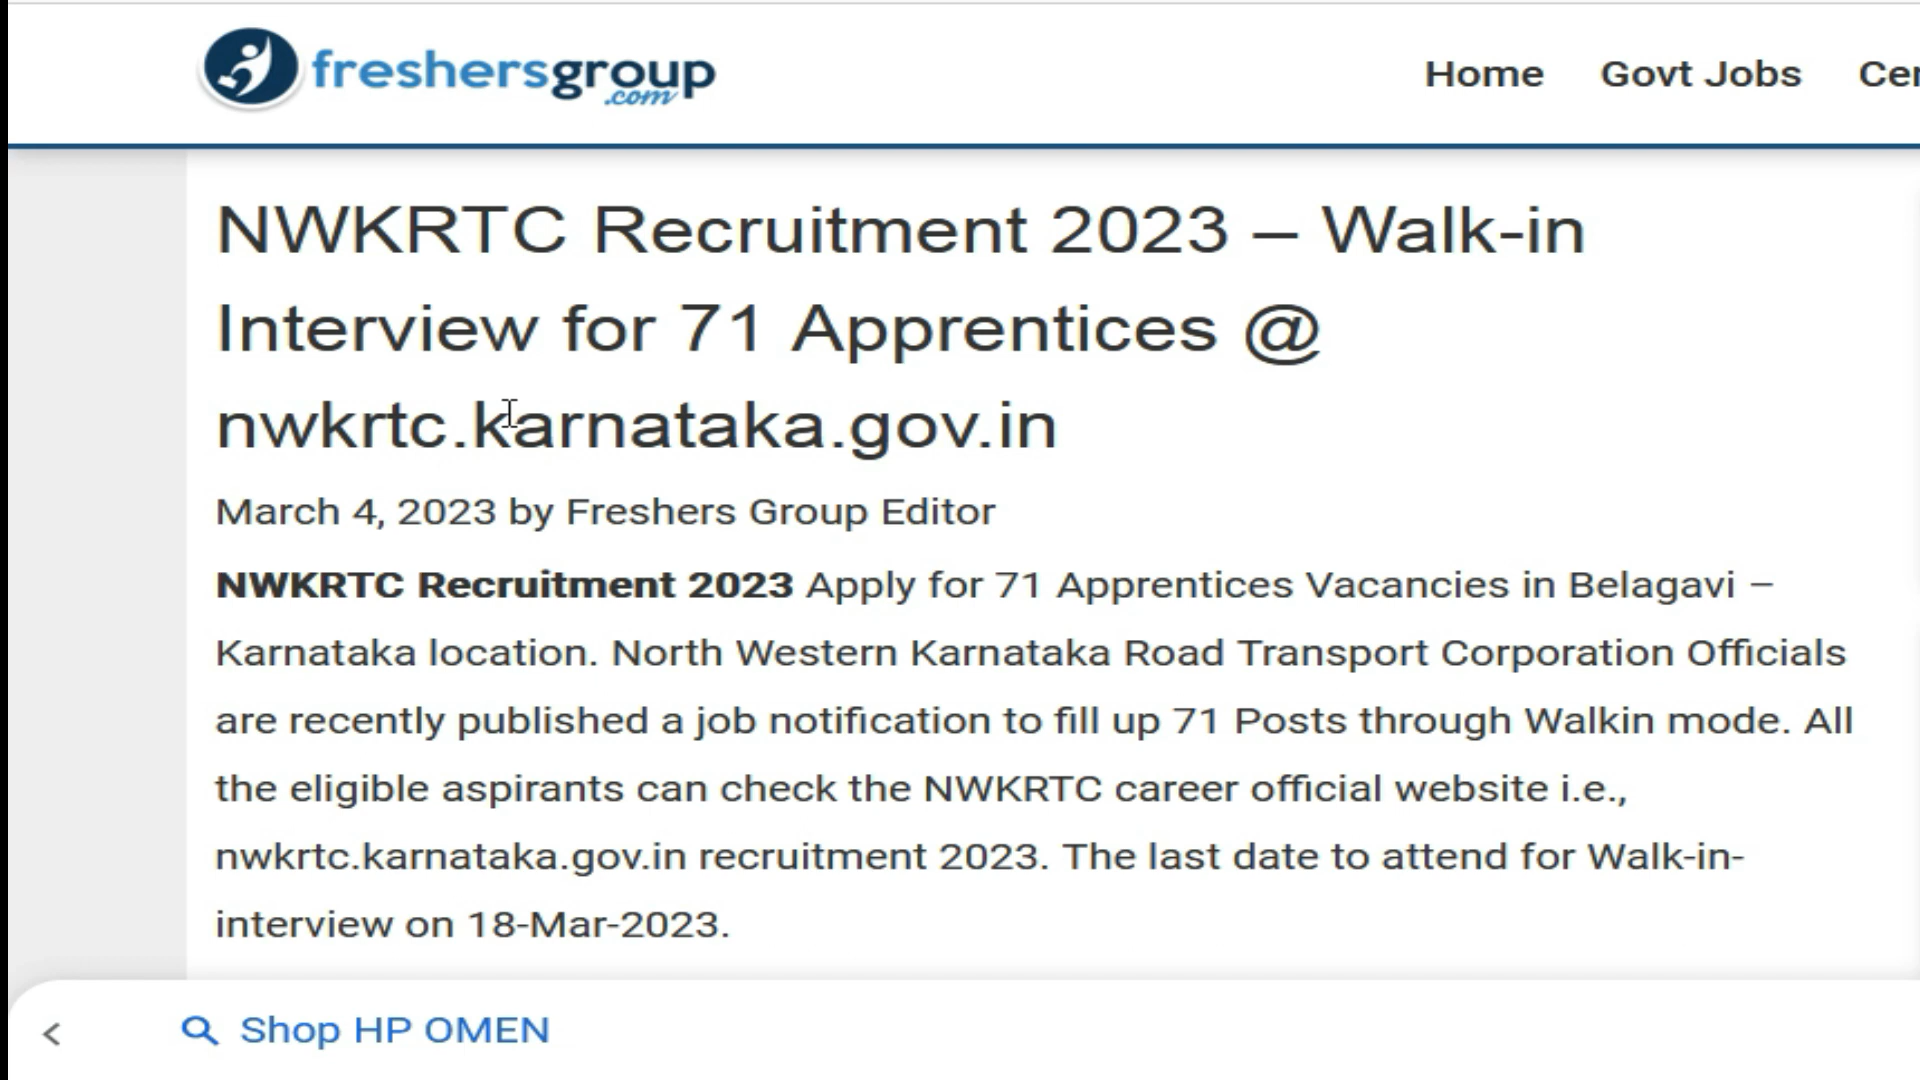 freshersgroup
.com
Home Govt Jobs
NWKRTC Recruitment 2023 – Walk-in
Interview for 71 Apprentices @
nwkrtc.karnataka.gov.in
March 4, 2023 by Freshers Group Editor
NWKRTC Recruitment 2023 Apply for 71 Apprentices Vacancies in Belagavi –
Karnataka location. North Western Karnataka Road Transport Corporation Officials
are recently published a job notification to fill up 71 Posts through Walkin mode. All
the eligible aspirants can check the NWKRTC career official website i.e.,
nwkrtc.karnataka.gov.in recruitment 2023. The last date to attend for Walk-in-
interview on 18-Mar-2023.
Shop HP OMEN